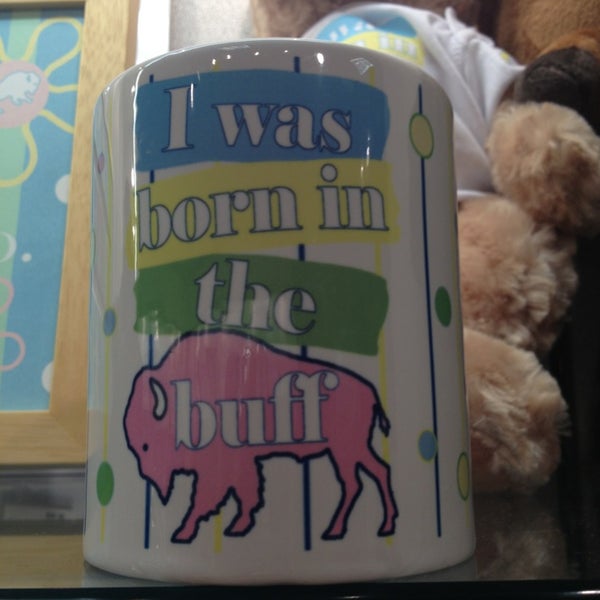 I was
born in
the
buff